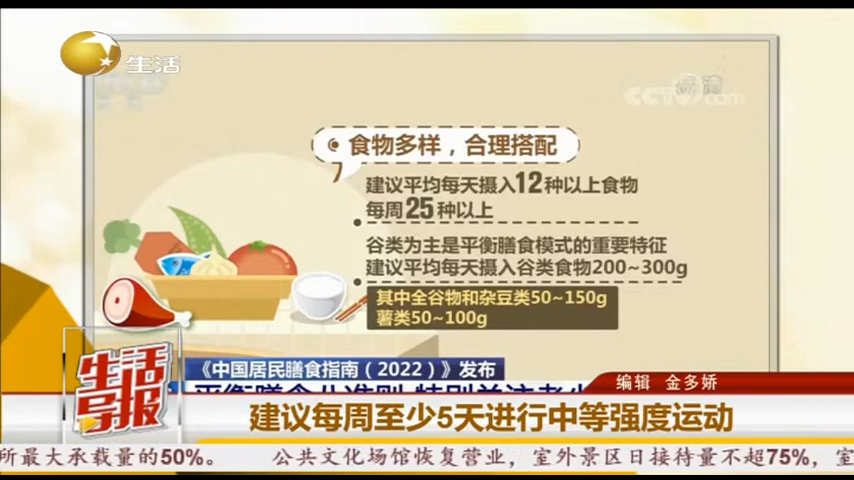 生活
高清
CCTV.com
食物多样，合理搭配
建议平均每天摄入12种以上食物
每周25种以上
谷类为主是平衡膳食模式的重要特征
建议平均每天摄入谷类食物200~300g
其中全谷物和杂豆类50~150g
薯类50~100g
《中国居民膳食指南（2022）》发布
生活导报
编辑 金多娇
建议每周至少5天进行中等强度运动
所最大承载量的50%。 公共文化场馆恢复营业，室外景区日接待量不超75%，室